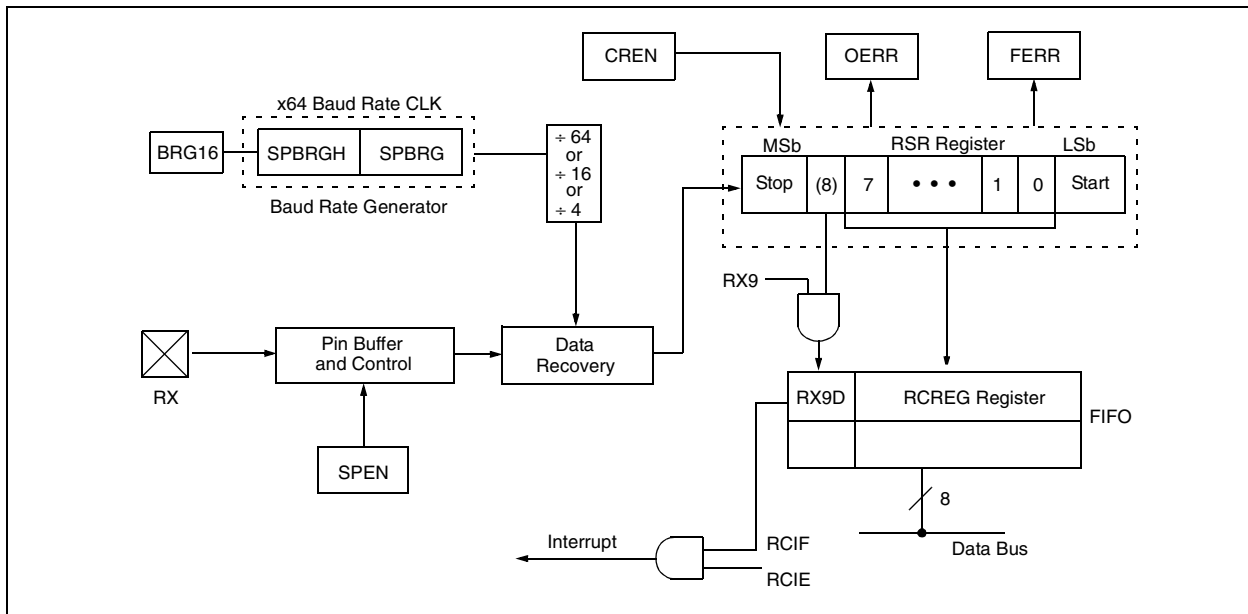 CREN
OERR
FERR
x64 Baud Rate CLK
BRG16
SPBRGH
SPBRG
Baud Rate Generator
÷ 64
or
÷ 16
or
÷ 4
MSb
RSR Register
LSb
Stop
(8)
7
• • •
1
0
Start
RX9
RX
Pin Buffer
and Control
Data
Recovery
SPEN
RX9D
RCREG Register
FIFO
8
Data Bus
Interrupt
RCIF
RCIE